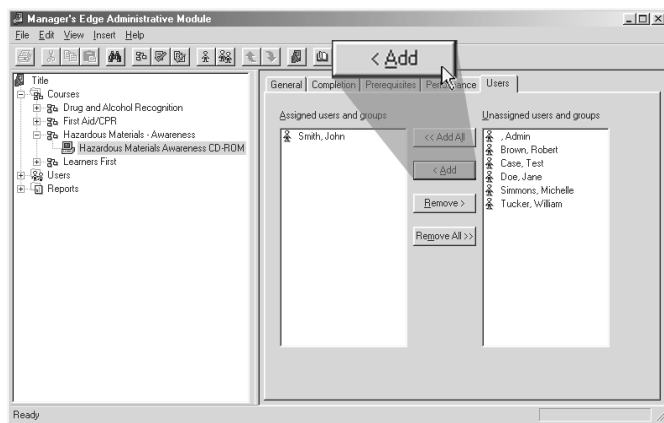 Manager's Edge Administrative Module
File Edit View Insert Help
< Add
Title
Courses
Drug and Alcohol Recognition
First Aid/CPR
Hazardous Materials - Awareness
Hazardous Materials Awareness CD-ROM
Learners First
Users
Reports
General Completion Prerequisites Performance Users
Assigned users and groups
Smith, John
<< Add All
< Add
Remove >
Remove All >>
Unassigned users and groups
, Admin
Brown, Robert
Case, Test
Doe, Jane
Simmons, Michelle
Tucker, William
Ready